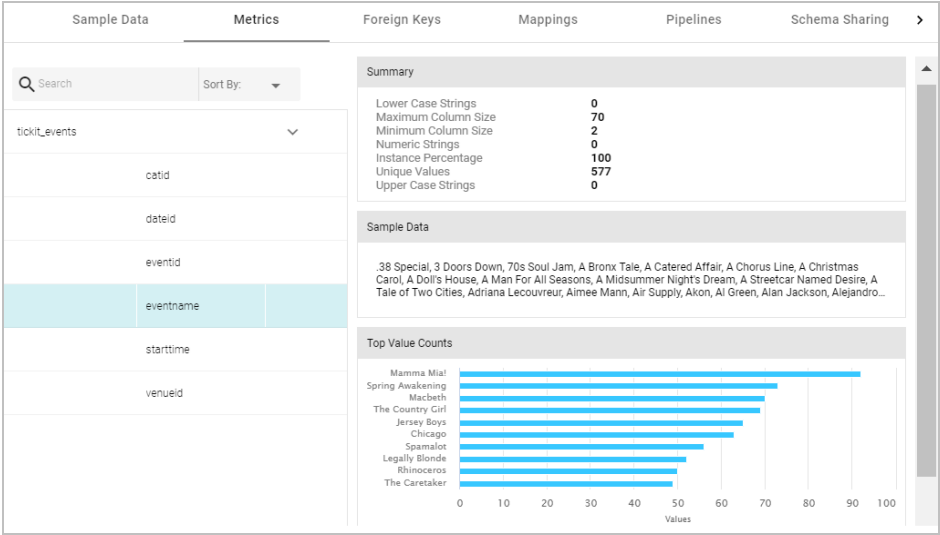 Sample Data Metrics Foreign Keys Mappings Pipelines Schema Sharing
Search Sort By:
tickit_events
catid
dateid
eventid
eventname
starttime
venueid
Summary
Lower Case Strings 0
Maximum Column Size 70
Minimum Column Size 2
Numeric Strings 0
Instance Percentage 100
Unique Values 577
Upper Case Strings 0
Sample Data
.38 Special, 3 Doors Down, 70s Soul Jam, A Bronx Tale, A Catered Affair, A Chorus Line, A Christmas
Carol, A Doll's House, A Man For All Seasons, A Midsummer Night's Dream, A Streetcar Named Desire, A
Tale of Two Cities, Adriana Lecouvreur, Aimee Mann, Air Supply, Akon, Al Green, Alan Jackson, Alejandro...
Top Value Counts
Mamma Mia!
Spring Awakening
Macbeth
The Country Girl
Jersey Boys
Chicago
Spamalot
Legally Blonde
Rhinoceros
The Caretaker
0 10 20 30 40 50 60 70 80 90 100
Values